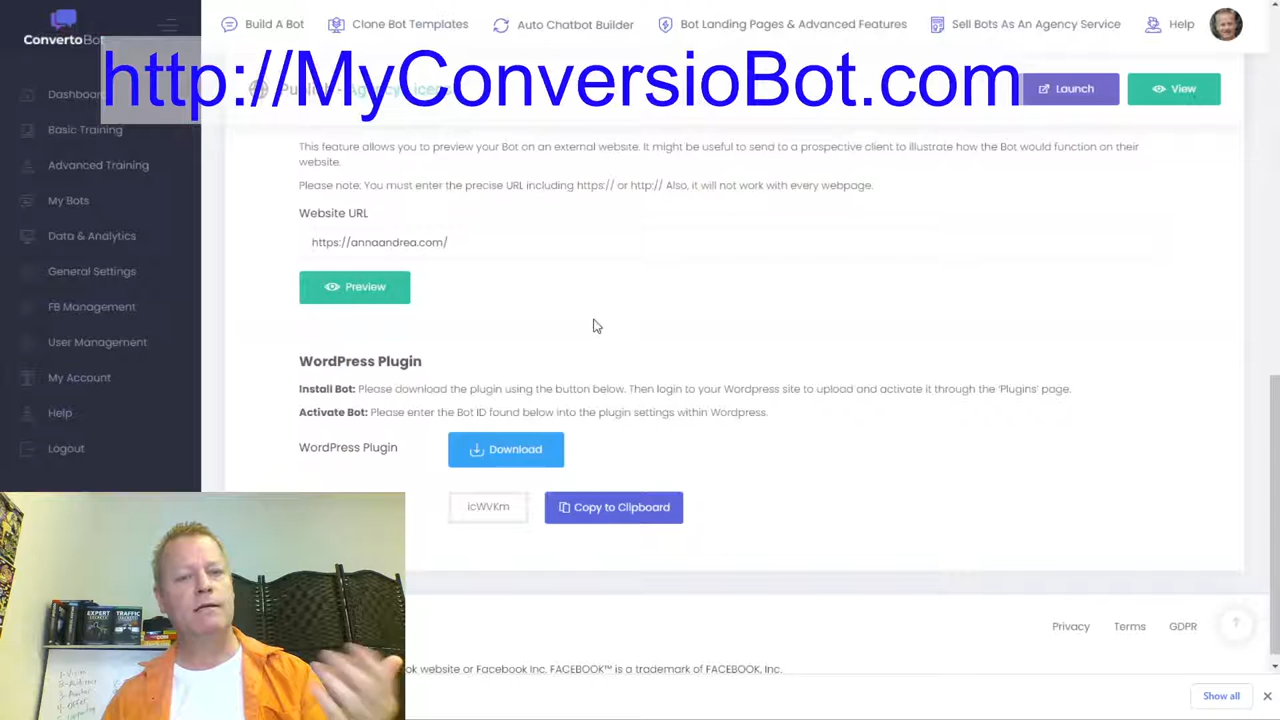 ConvertoBot
Build A Bot
Clone Bot Templates
Auto Chatbot Builder
Bot Landing Pages & Advanced Features
Sell Bots As An Agency Service
Help
http://MyConversioBot.com
Publish - Agency
Launch
View
Dashboard
Basic Training
Advanced Training
My Bots
Data & Analytics
General Settings
FB Management
User Management
My Account
Help
Logout
This feature allows you to preview your Bot on an external website. It might be useful to send to a prospective client to illustrate how the Bot would function on their
website.
Please note: You must enter the precise URL including https:// or http:// Also, it will not work with every webpage.
Website URL
https://annaandrea.com/
Preview
WordPress Plugin
Install Bot: Please download the plugin using the button below. Then login to your Wordpress site to upload and activate it through the 'Plugins' page.
Activate Bot: Please enter the Bot ID found below into the plugin settings within Wordpress.
WordPress Plugin
Download
icWVKm
Copy to Clipboard
EXPERT
SECRETS
TRAFFIC
SECRETS
Privacy
Terms
GDPR
?
ok website or Facebook Inc. FACEBOOK™ is a trademark of FACEBOOK, Inc.
Show all